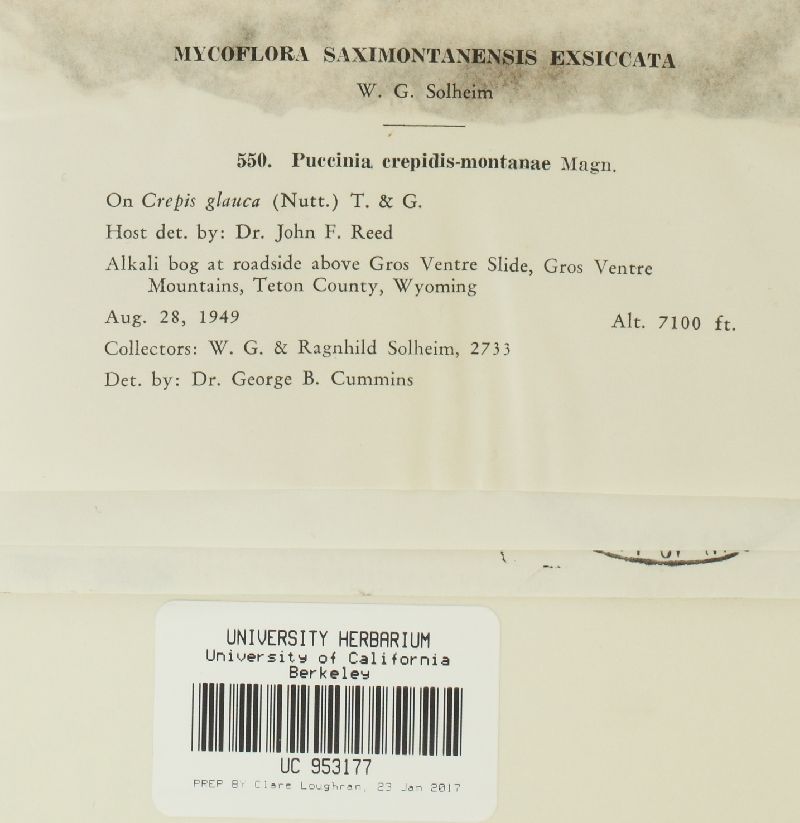 MYCOFLORA SAXIMONTANENSIS EXSICCATA
W. G. Solheim
550. Puccinia crepidis-montanae Magn.
On Crepis glauca (Nutt.) T. & G.
Host det. by: Dr. John F. Reed
Alkali bog at roadside above Gros Ventre Slide, Gros Ventre
Mountains, Teton County, Wyoming
Aug. 28, 1949 Alt. 7100 ft.
Collectors: W. G. & Ragnhild Solheim, 2733
Det. by: Dr. George B. Cummins
UNIVERSITY HERBARIUM
University of California
Berkeley
UC 953177
PREP BY Clare Loughran, 23 Jan 2017